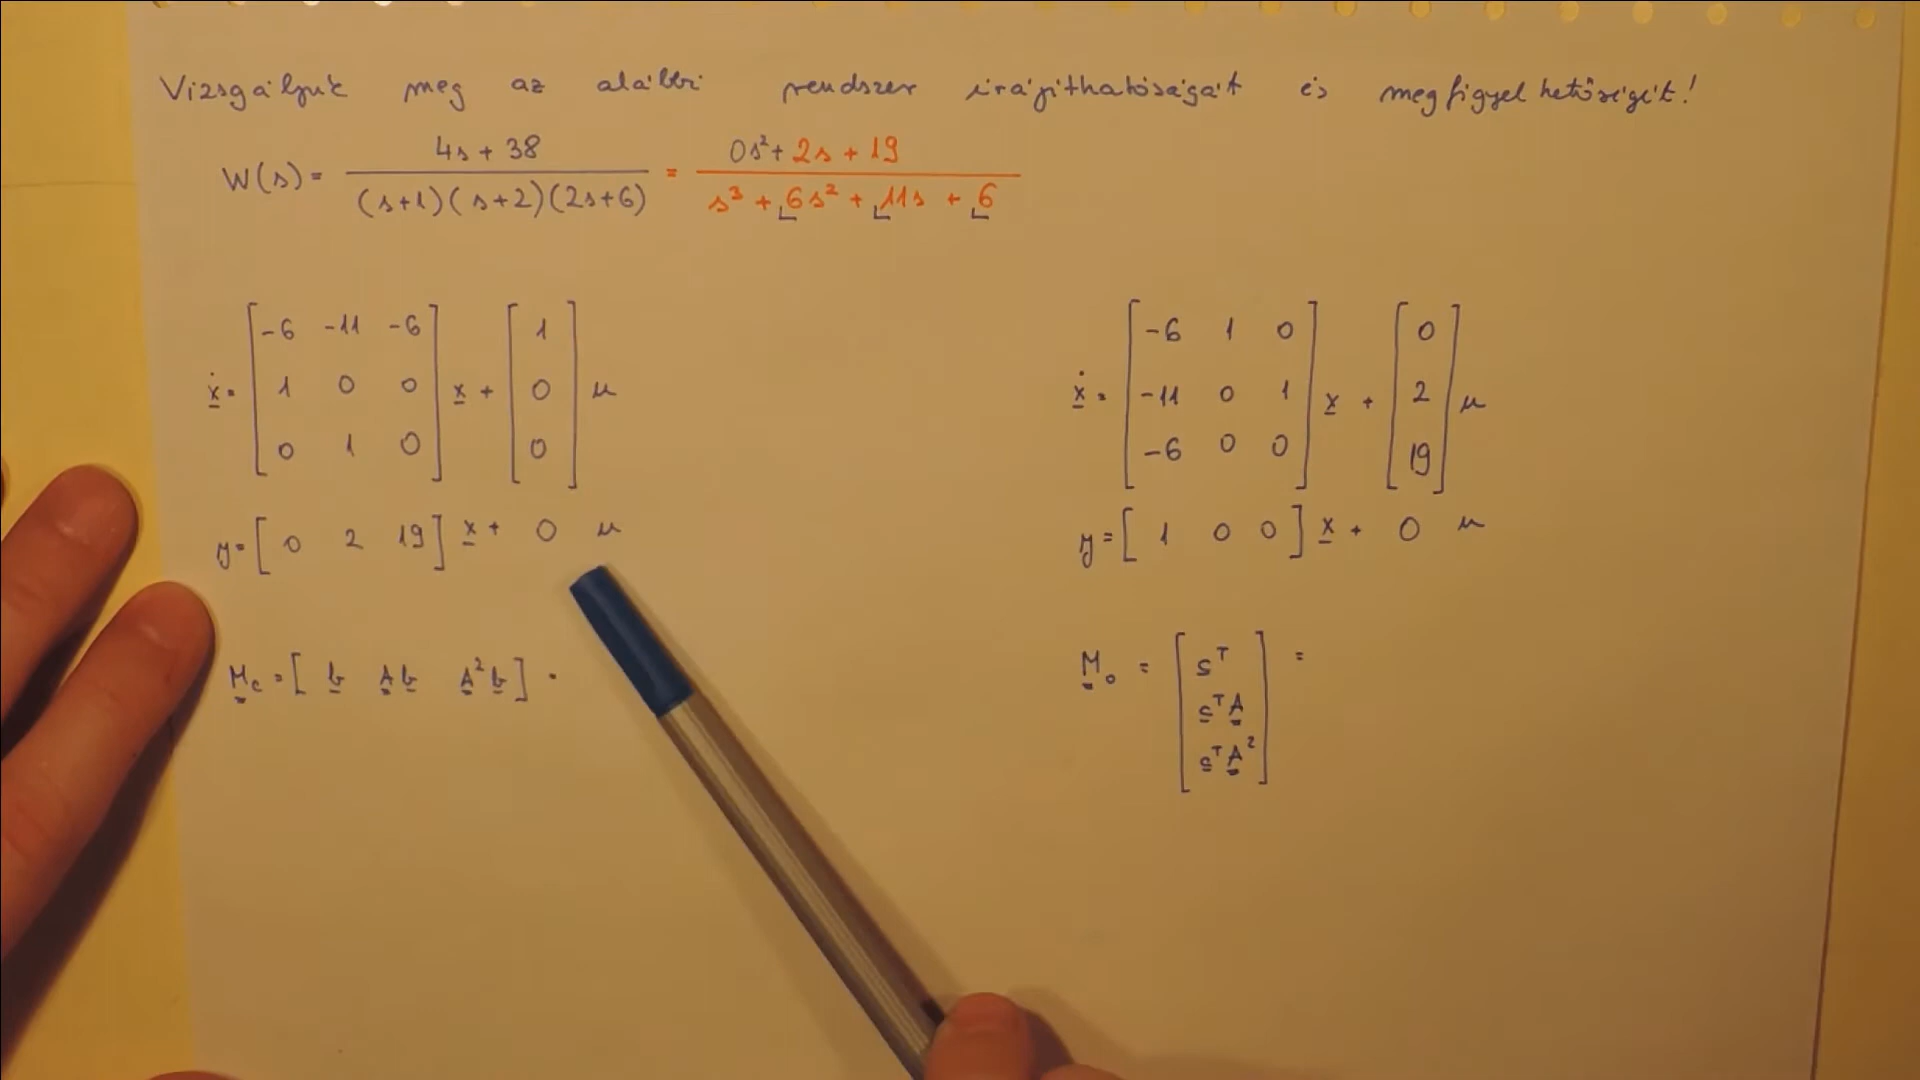 Vizsgáljuk meg az alábbi rendszer irányíthatóságát és megfigyelhetőségét!
W(s) = (4s + 38) / ((s+1)(s+2)(2s+6)) = (0s² + 2s + 19) / (s³ + 6s² + 11s + 6)
ẋ = [-6 -11 -6; 1 0 0; 0 1 0] x + [1; 0; 0] u
y = [0 2 19] x + 0 u
M_c = [b Ab A²b] =
ẋ = [-6 1 0; -11 0 1; -6 0 0] x + [0; 2; 19] u
y = [1 0 0] x + 0 u
M_o = [cᵀ; cᵀA; cᵀA²] =